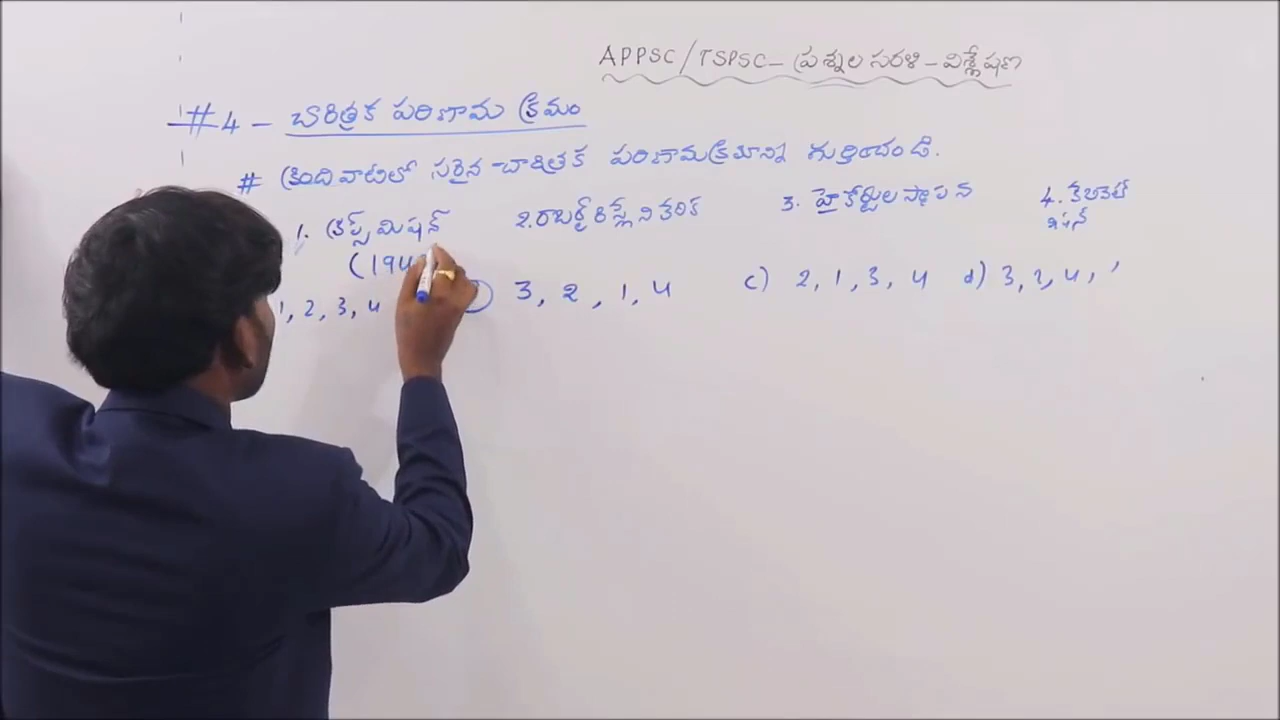 APPSC/TSPSC – ప్రశ్నల సరళి – విశ్లేషణ
#4 – చారిత్రక పరిణామ క్రమం
# క్రిందివాటిలో సరైన చారిత్రక పరిణామక్రమాన్ని గుర్తించండి.
1. క్రిప్స్ మిషన్ 2. రాబర్ట్ రిస్లే నివేదిక 3. హైకోర్టుల స్థాపన 4. కేబినెట్
మిషన్
(194
1, 2, 3, 4 3, 2, 1, 4 c) 2, 1, 3, 4 d) 3, 2, 4, 1